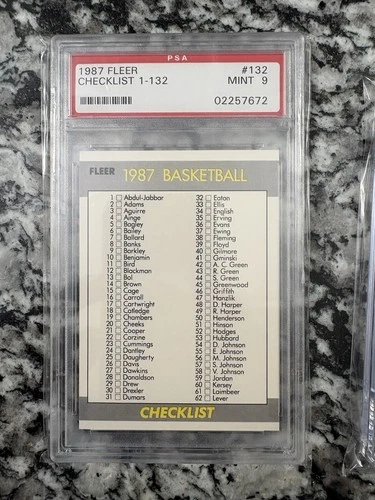 PSA
1987 FLEER #132
CHECKLIST 1-132 MINT 9
02257672
FLEER 1987 BASKETBALL
1 Abdul-Jabbar
2 Adams
3 Aguirre
4 Ainge
5 Bagley
6 Bailey
7 Ballard
8 Banks
9 Barkley
10 Benjamin
11 Bird
12 Blackman
13 Bol
14 Brown
15 Cage
16 Carroll
17 Cartwright
18 Catledge
19 Chambers
20 Cheeks
21 Cooper
22 Corzine
23 Cummings
24 Dantley
25 Daugherty
26 Davis
27 Dawkins
28 Donaldson
29 Drew
30 Drexler
31 Dumars
32 Eaton
33 Ellis
34 English
35 Erving
36 Evans
37 Ewing
38 Fleming
39 Floyd
40 Gilmore
41 Gminski
42 A. C. Green
43 R. Green
44 S. Green
45 Greenwood
46 Griffith
47 Hanzlik
48 D. Harper
49 R. Harper
50 Henderson
51 Hinson
52 Hodges
53 Hubbard
54 D. Johnson
55 E. Johnson
56 M. Johnson
57 S. Johnson
58 V. Johnson
59 Jordan
60 Kersey
61 Laimbeer
62 Lever
CHECKLIST